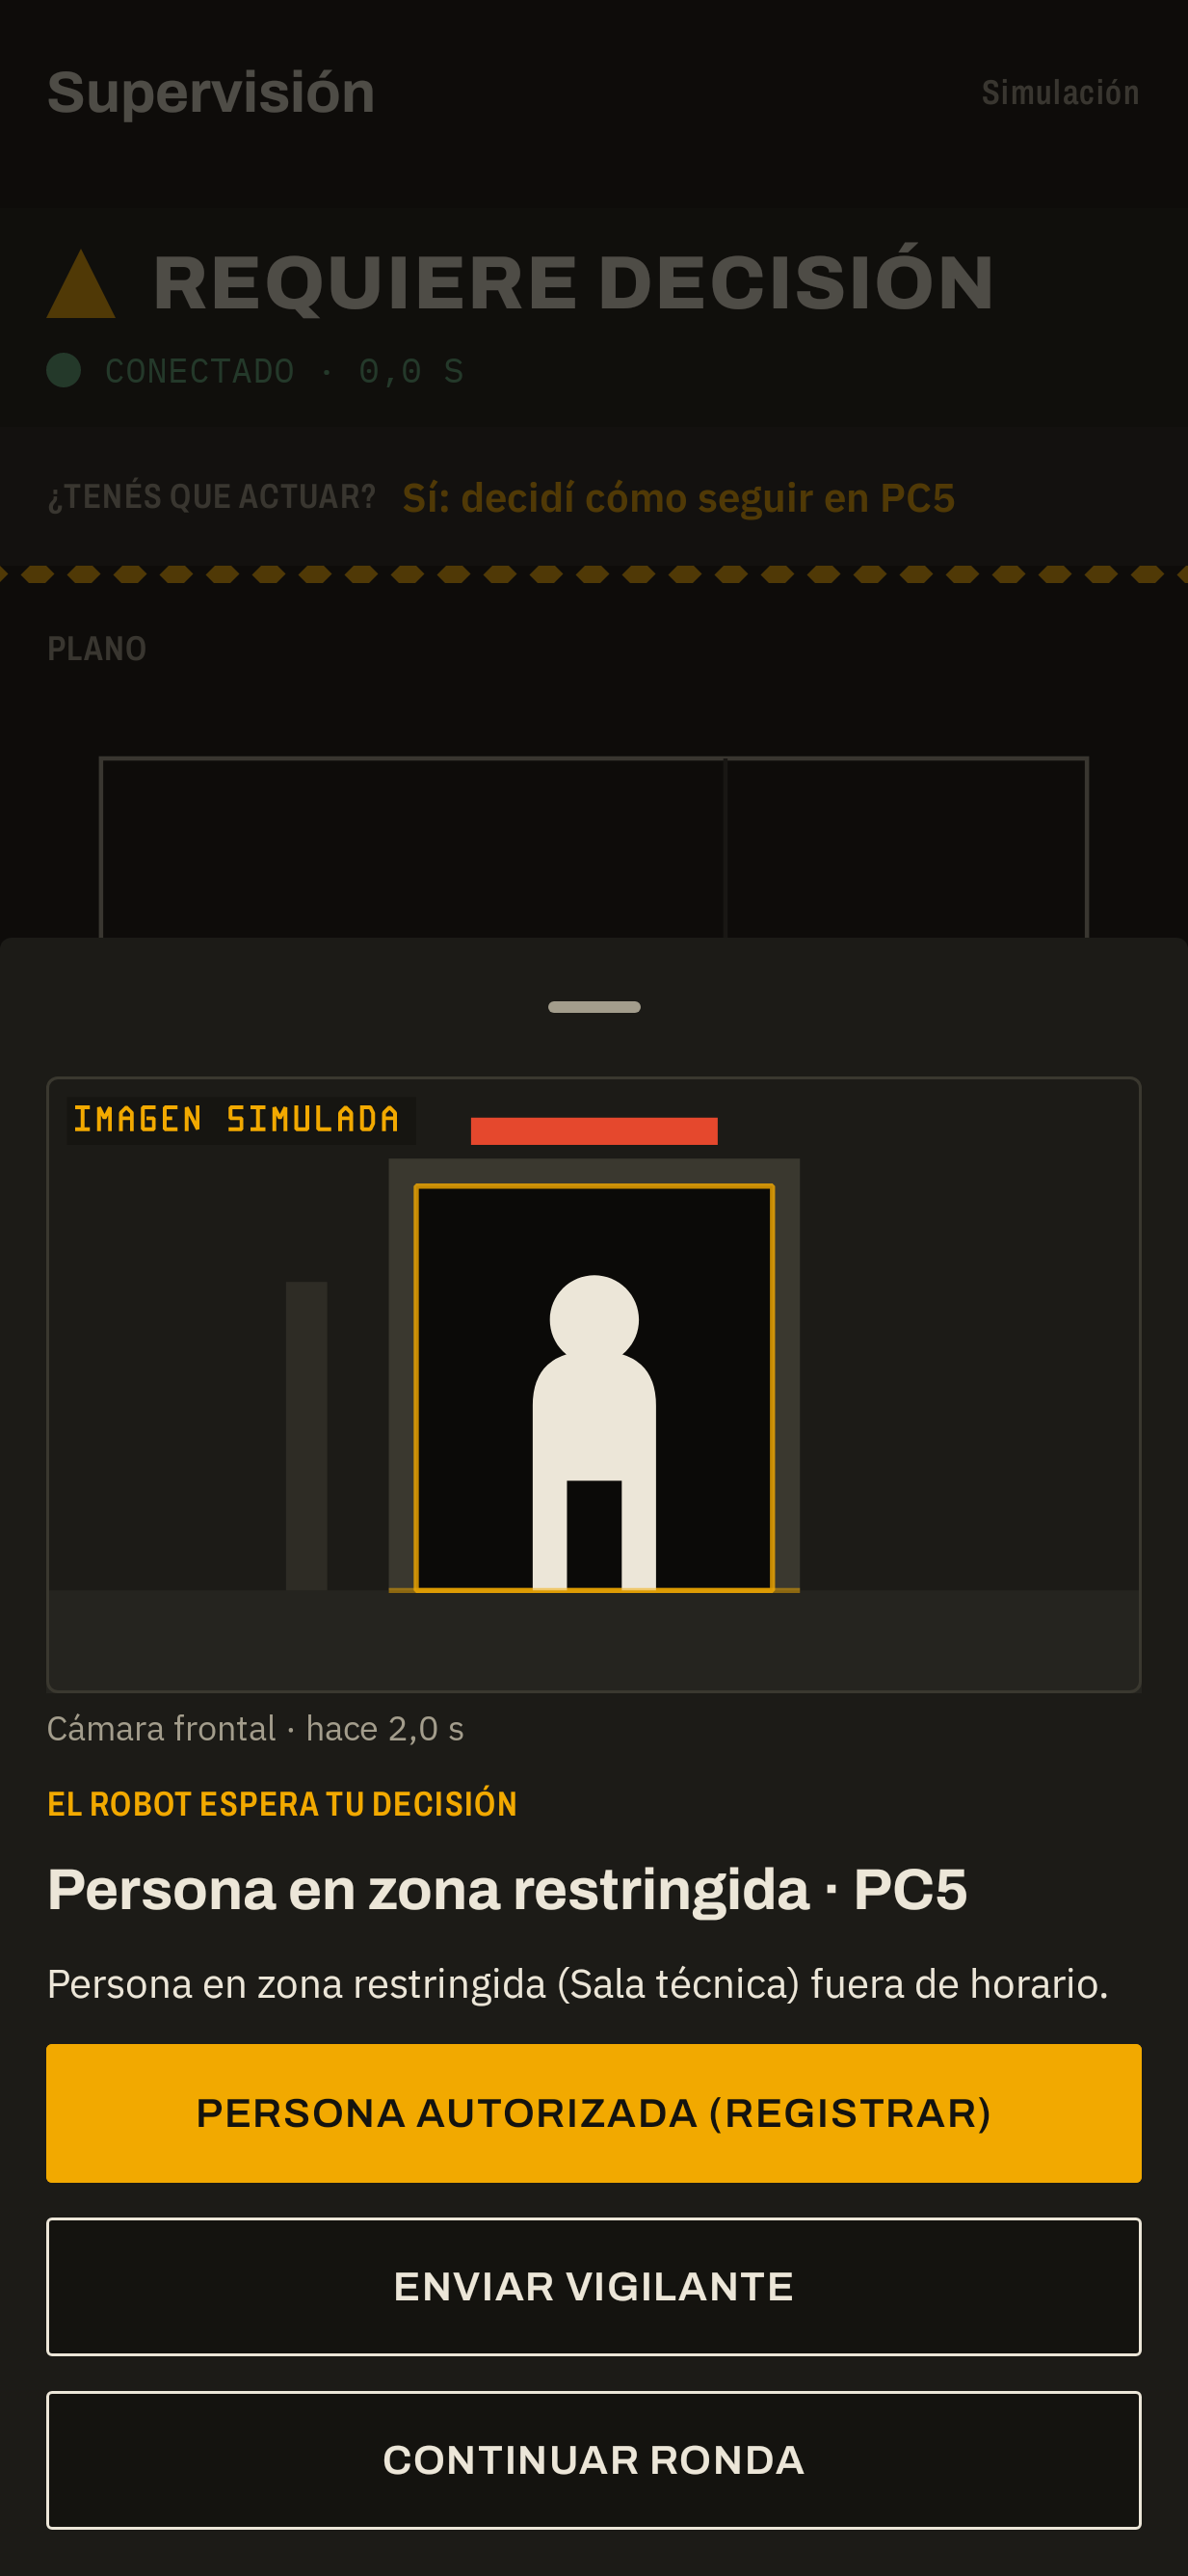 Supervisión
Simulación
REQUIERE DECISIÓN
CONECTADO · 0,0 S
¿TENÉS QUE ACTUAR? Sí: decidí cómo seguir en PC5
PLANO
IMAGEN SIMULADA
Cámara frontal · hace 2,0 s
EL ROBOT ESPERA TU DECISIÓN
Persona en zona restringida · PC5
Persona en zona restringida (Sala técnica) fuera de horario.
PERSONA AUTORIZADA (REGISTRAR)
ENVIAR VIGILANTE
CONTINUAR RONDA